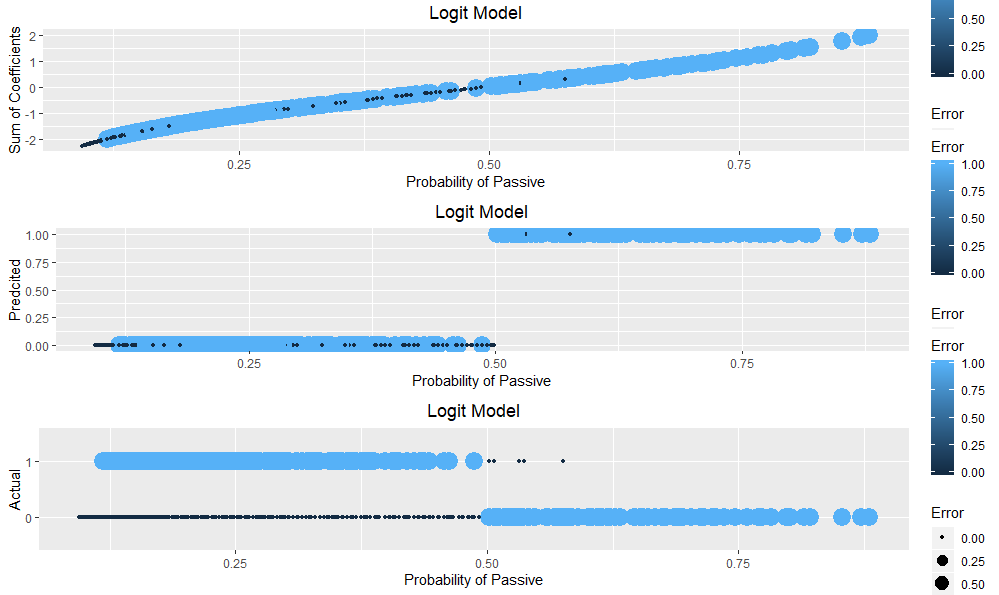 Logit Model
Sum of Coefficients
2
1
0
-1
-2
0.25 0.50 0.75
Probability of Passive
0.50
0.25
0.00
Error
Error
1.00
0.75
0.50
0.25
0.00
Logit Model
Predcited
1.00
0.75
0.50
0.25
0.00
0.25 0.50 0.75
Probability of Passive
Error
Error
1.00
0.75
0.50
0.25
0.00
Logit Model
Actual
1
0
0.25 0.50 0.75
Probability of Passive
Error
0.00
0.25
0.50